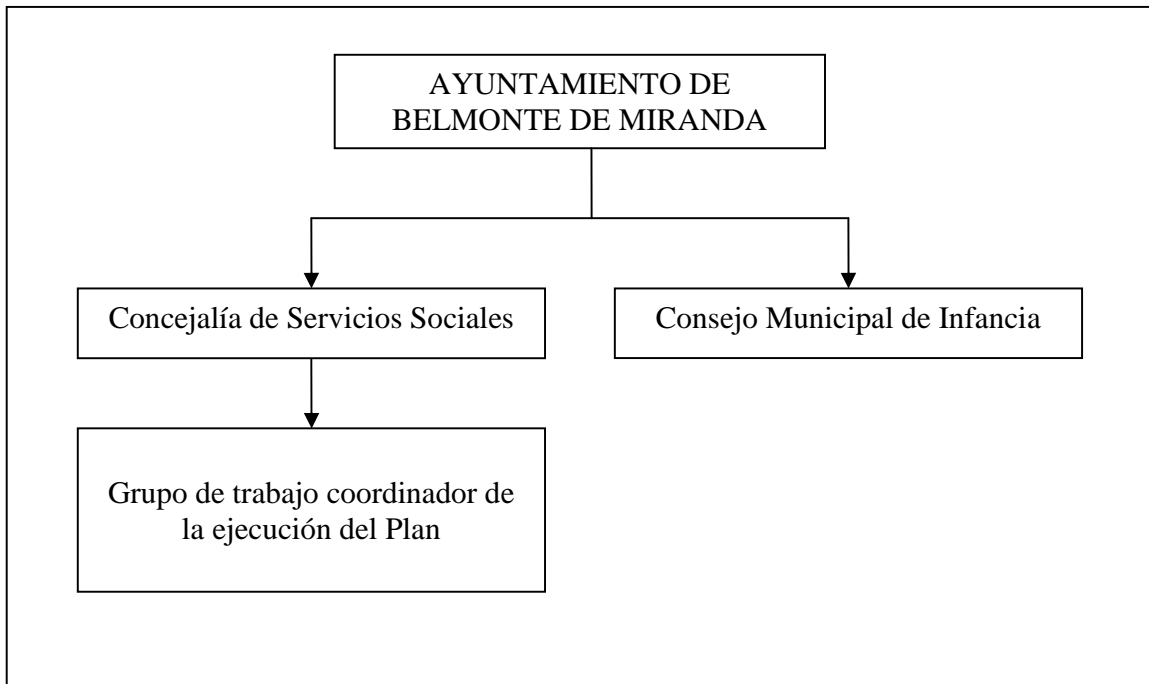 AYUNTAMIENTO DE
BELMONTE DE MIRANDA
Concejalía de Servicios Sociales
Consejo Municipal de Infancia
Grupo de trabajo coordinador de
la ejecución del Plan